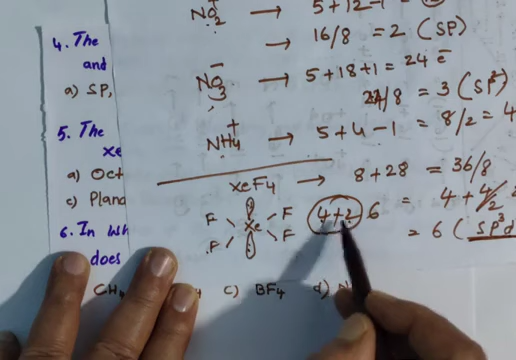 NO2+ → 5+12-1
4. The → 16/8 = 2 (SP)
and
a) SP, NO3- → 5+18+1 = 24 e-
24/8 = 3 (SP2)
5. The NH4+ → 5+4-1 = 8/2 = 4
xe
XeF4 → 8+28 = 36/8
a) Oct
= 4+4/2
c) Plana F F Xe F F 4+2 6
= 6 (SP3d
6. In wh
does
CH c) BF4 d) N